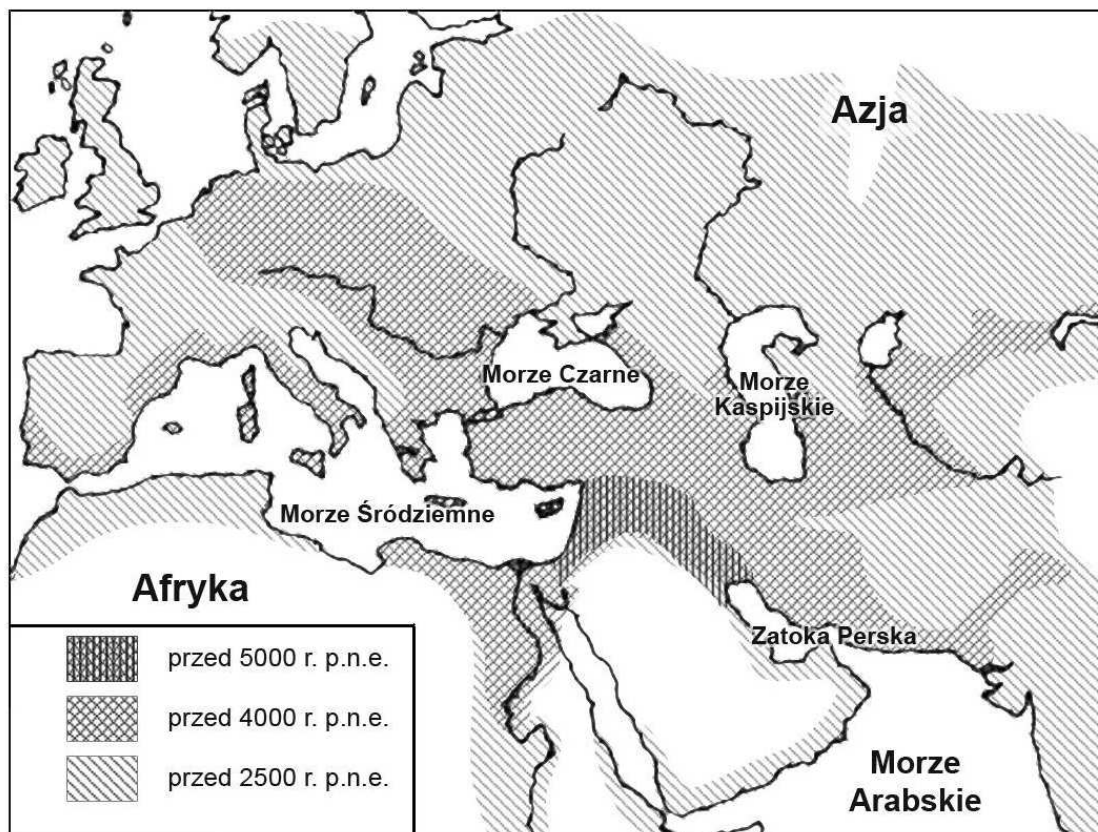 Azja
Morze Czarne
Morze
Kaspijskie
Morze Śródziemne
Afryka
Zatoka Perska
przed 5000 r. p.n.e.
przed 4000 r. p.n.e.
przed 2500 r. p.n.e.
Morze
Arabskie